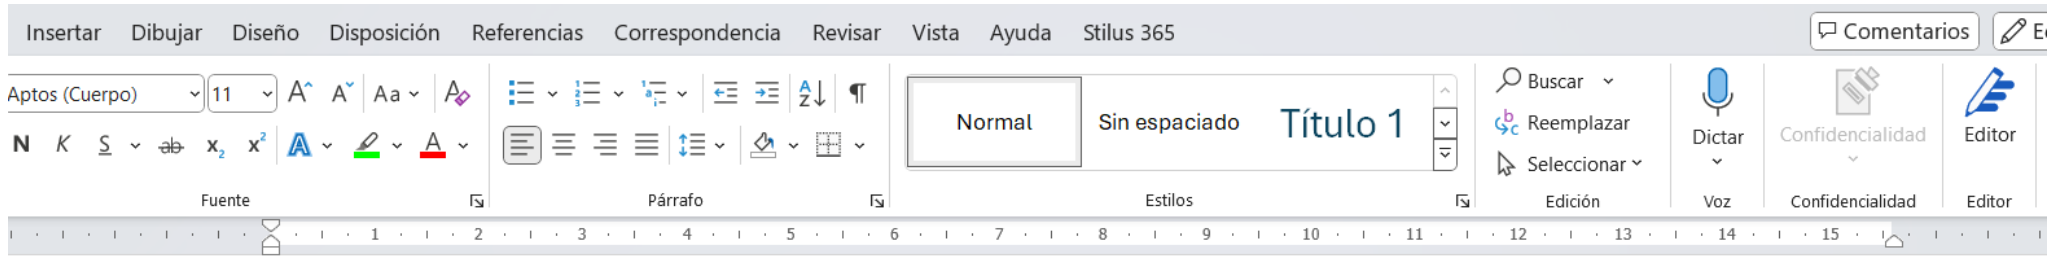 Insertar Dibujar Diseño Disposición Referencias Correspondencia Revisar Vista Ayuda Stilus 365 Comentarios
Aptos (Cuerpo) 11 Aa Normal Sin espaciado Título 1 Buscar
Reemplazar
N K S ab x₂ x² A A Seleccionar Dictar Confidencialidad Editor
Fuente Párrafo Estilos Edición Voz Confidencialidad Editor
1 2 3 4 5 6 7 8 9 10 11 12 13 14 15